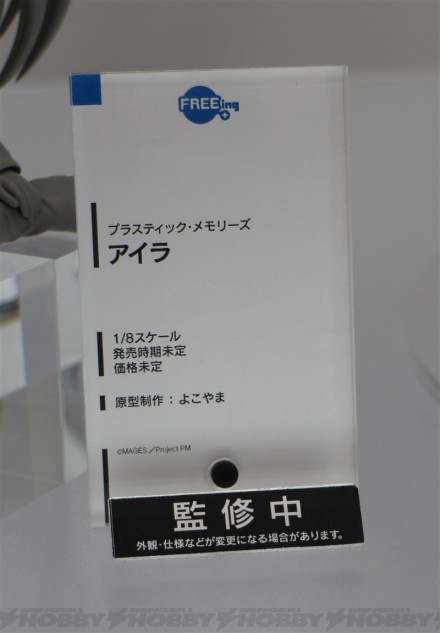 FREEing
プラスティック・メモリーズ
アイラ
1/8スケール
発売時期未定
価格未定
原型制作：よこやま
©MAGES.／Project PM
監修中
外観・仕様などが変更になる場合があります。
HOBBY HOBBY HOBBY HOBBY